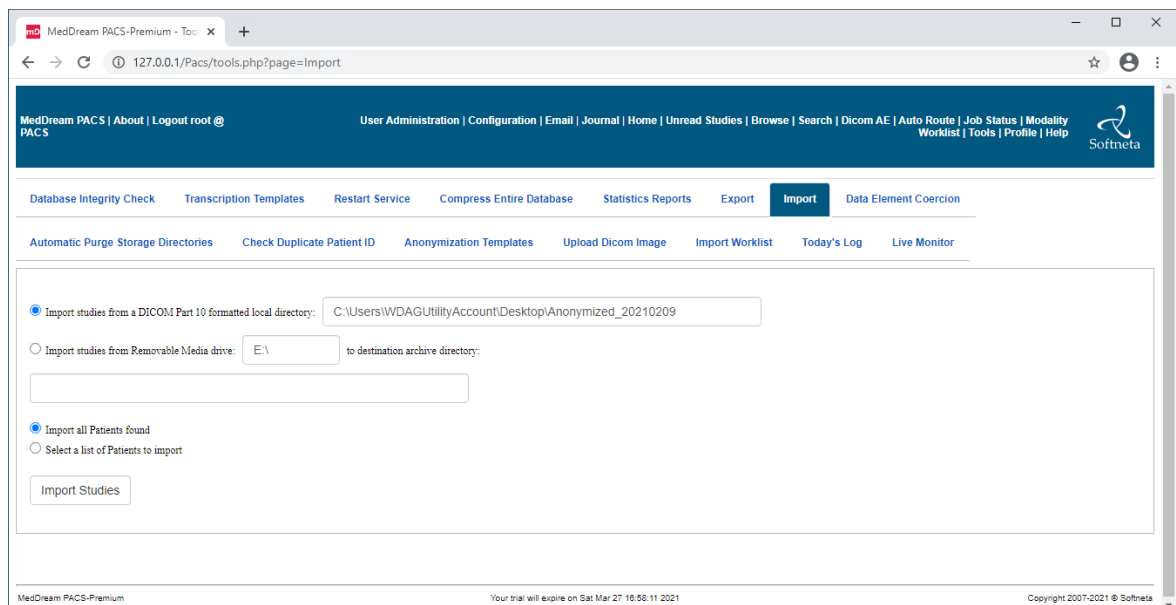 mD MedDream PACS-Premium - Too
127.0.0.1/Pacs/tools.php?page=Import
MedDream PACS | About | Logout root @
PACS
User Administration | Configuration | Email | Journal | Home | Unread Studies | Browse | Search | Dicom AE | Auto Route | Job Status | Modality
Worklist | Tools | Profile | Help
Softneta
Database Integrity Check Transcription Templates Restart Service Compress Entire Database Statistics Reports Export Import Data Element Coercion
Automatic Purge Storage Directories Check Duplicate Patient ID Anonymization Templates Upload Dicom Image Import Worklist Today's Log Live Monitor
Import studies from a DICOM Part 10 formatted local directory: C:\Users\WDAGUtilityAccount\Desktop\Anonymized_20210209
Import studies from Removable Media drive: E:\ to destination archive directory:
Import all Patients found
Select a list of Patients to import
Import Studies
MedDream PACS-Premium Your trial will expire on Sat Mar 27 16:58:11 2021 Copyright 2007-2021 © Softneta